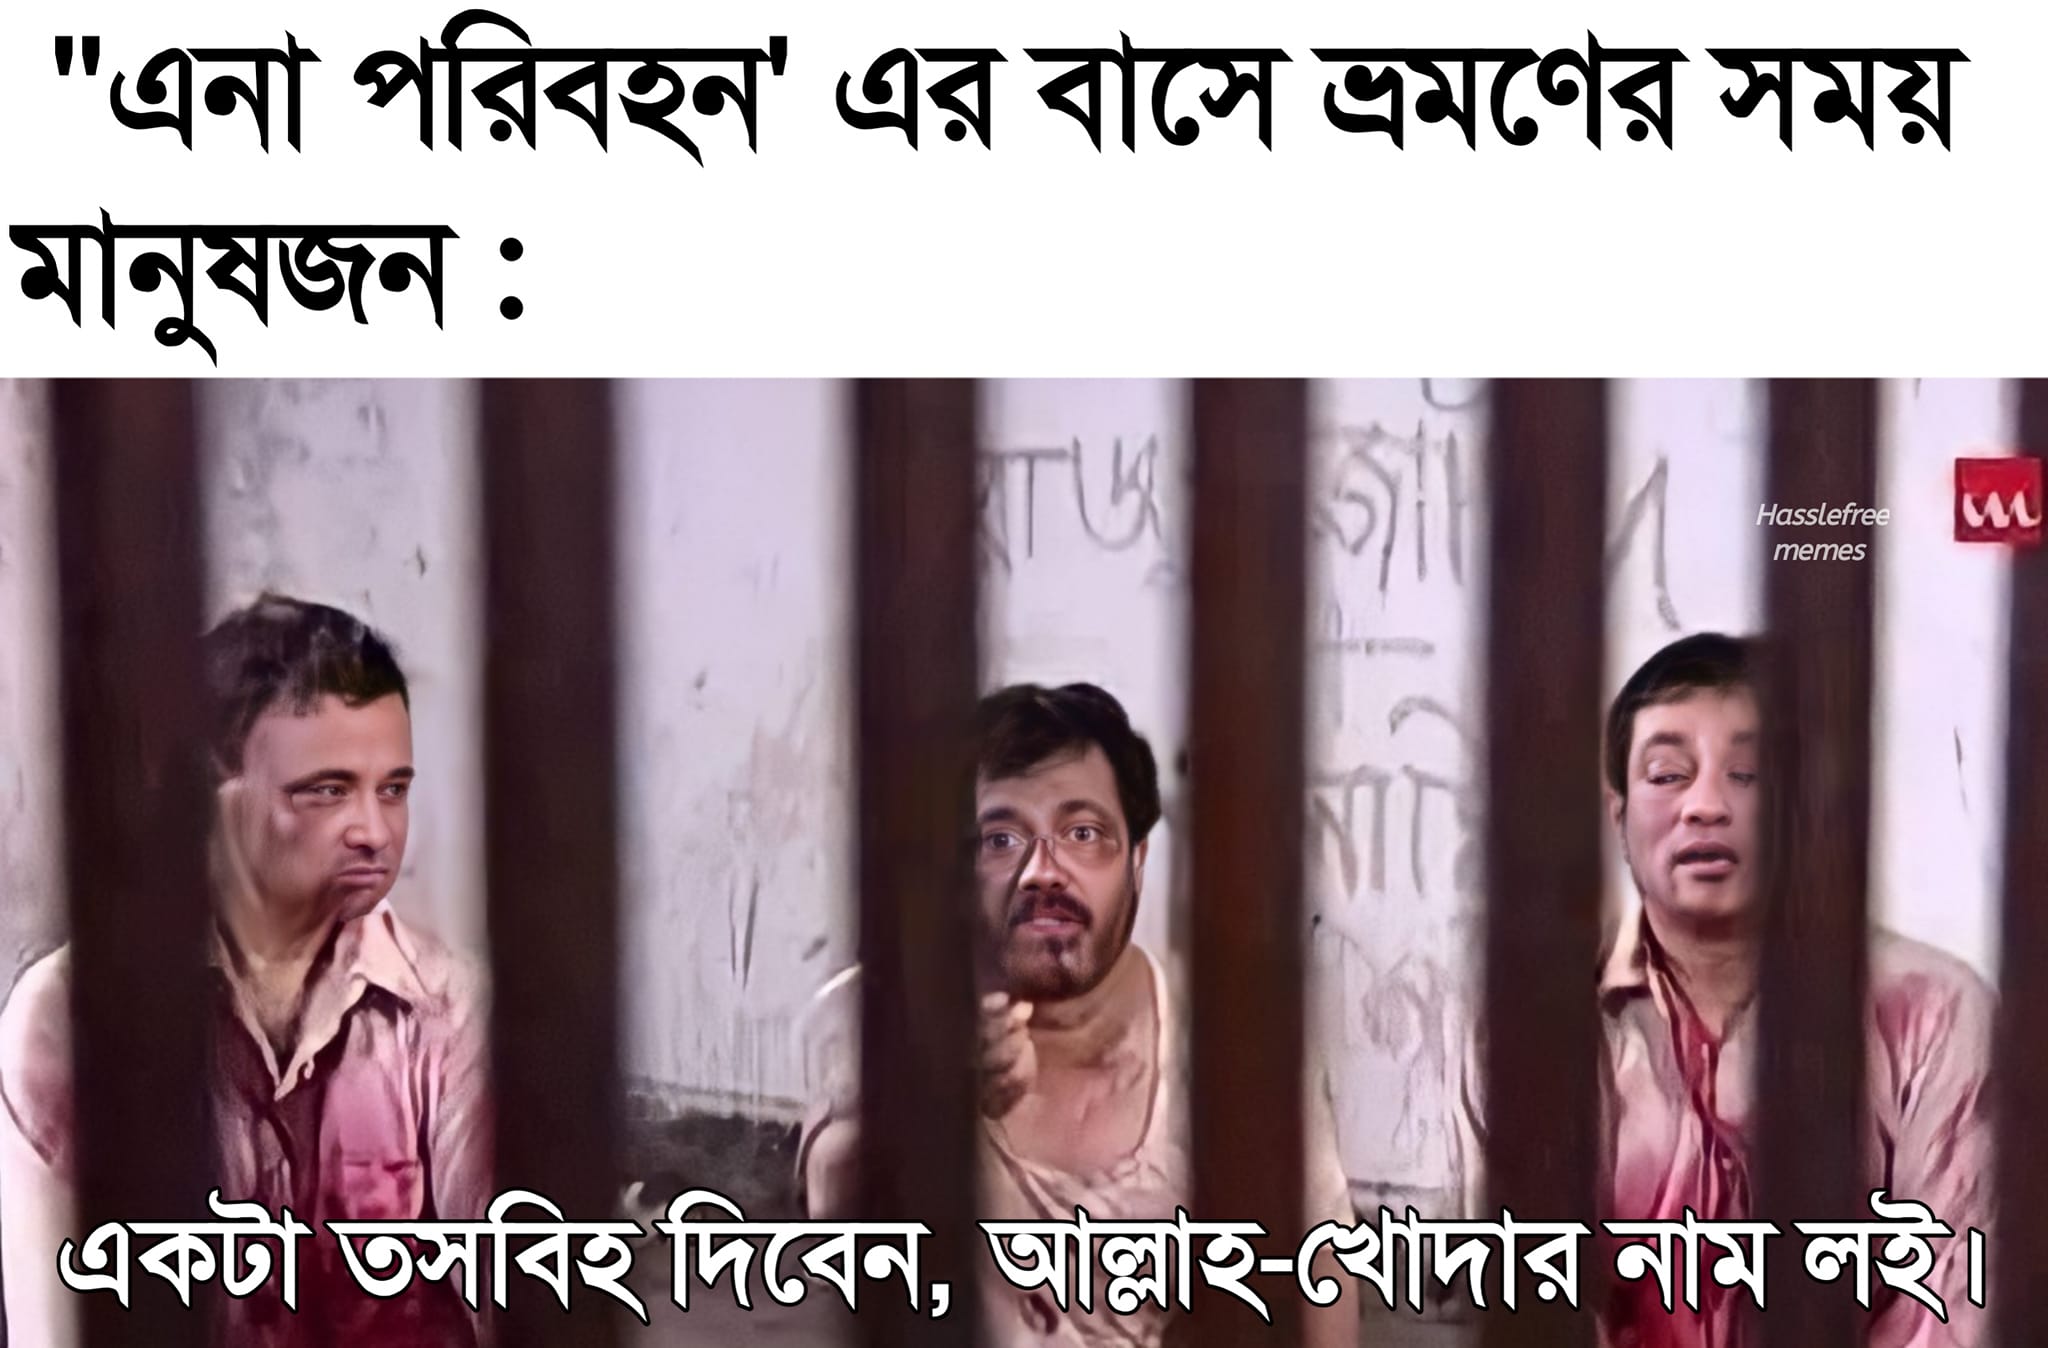 "এনা পরিবহন' এর বাসে ভ্রমণের সময়
মানুষজন :
Hasslefree
memes
একটা তসবিহ দিবেন, আল্লাহ-খোদার নাম লই।